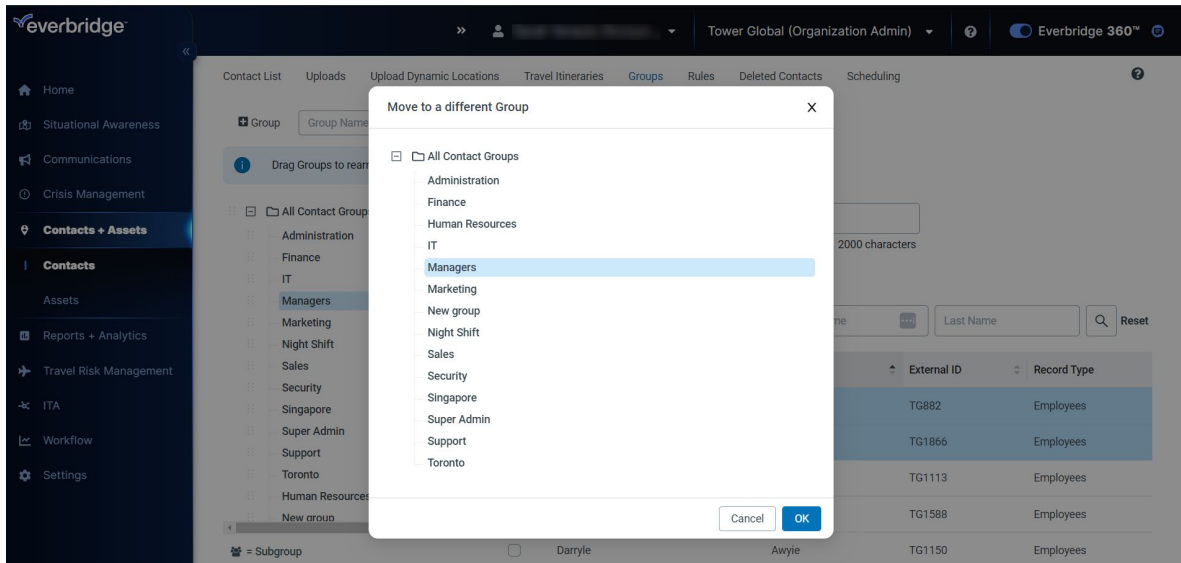 everbridge
Tower Global (Organization Admin)
Everbridge 360™
Home
Situational Awareness
Communications
Crisis Management
Contacts + Assets
Contacts
Assets
Reports + Analytics
Travel Risk Management
ITA
Workflow
Settings
Contact List Uploads Upload Dynamic Locations Travel Itineraries Groups Rules Deleted Contacts Scheduling
Group Group Name
Drag Groups to
All Contact
Administration
Finance
IT
Managers
Marketing
Night Shift
Sales
Security
Singapore
Super Admin
Support
Toronto
Human Resources
New group
= Subgroup
Move to a different Group X
All Contact Groups
Administration
Finance
Human Resources
IT
Managers
Marketing
New group
Night Shift
Sales
Security
Singapore
Super Admin
Support
Toronto
Cancel OK
2000 characters
Last Name Reset
External ID Record Type
TG882 Employees
TG1866 Employees
TG1113 Employees
TG1588 Employees
Darryle Awyie TG1150 Employees